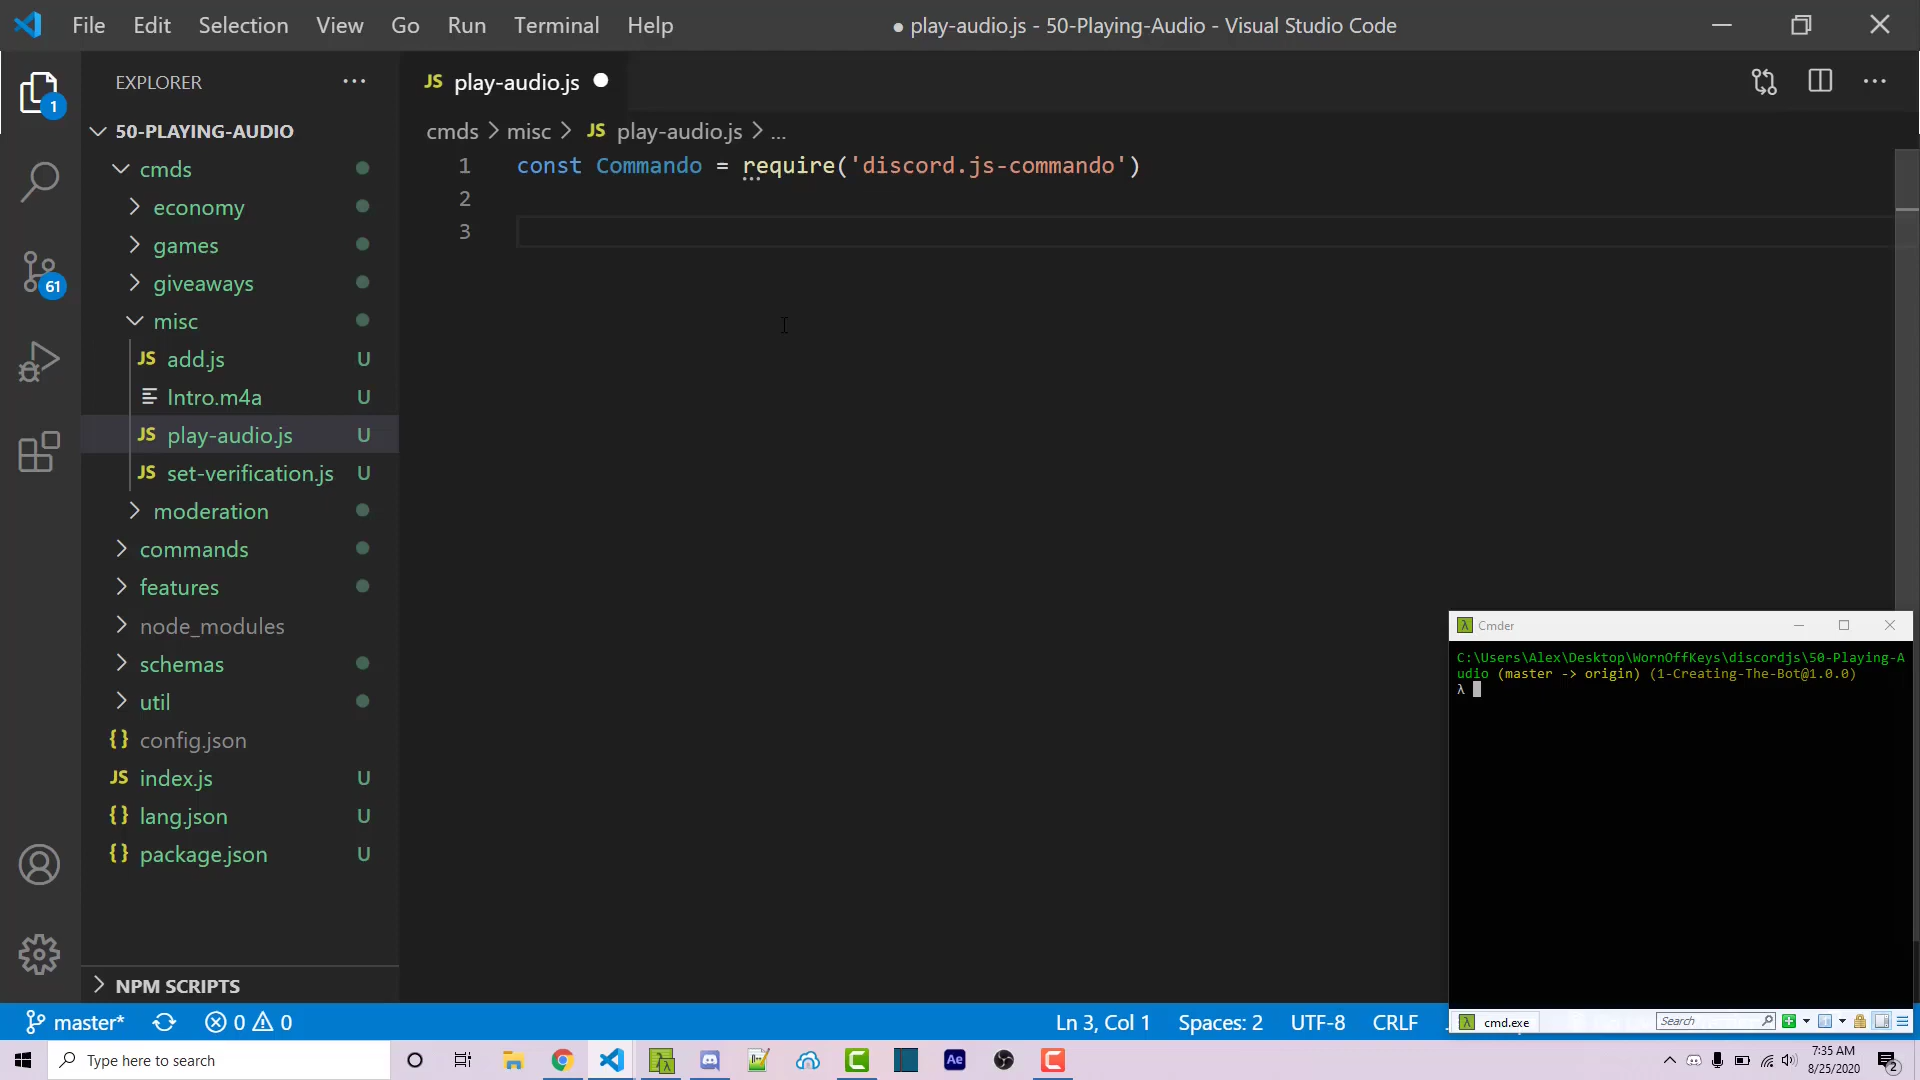 File Edit Selection View Go Run Terminal Help
● play-audio.js - 50-Playing-Audio - Visual Studio Code
EXPLORER
JS play-audio.js
1
50-PLAYING-AUDIO
cmds
economy
games
giveaways
misc
JS add.js U
Intro.m4a U
JS play-audio.js U
JS set-verification.js U
moderation
commands
features
node_modules
schemas
util
{} config.json
JS index.js U
{} lang.json U
{} package.json U
NPM SCRIPTS
61
cmds > misc > JS play-audio.js > ...
1 const Commando = require('discord.js-commando')
2
3
λ Cmder
C:\Users\Alex\Desktop\WornOffKeys\discordjs\50-Playing-A
udio (master -> origin) (1-Creating-The-Bot@1.0.0)
λ
cmd.exe
Search
master* 0 0
Ln 3, Col 1 Spaces: 2 UTF-8 CRLF
Type here to search
Ae
7:35 AM
8/25/2020
2